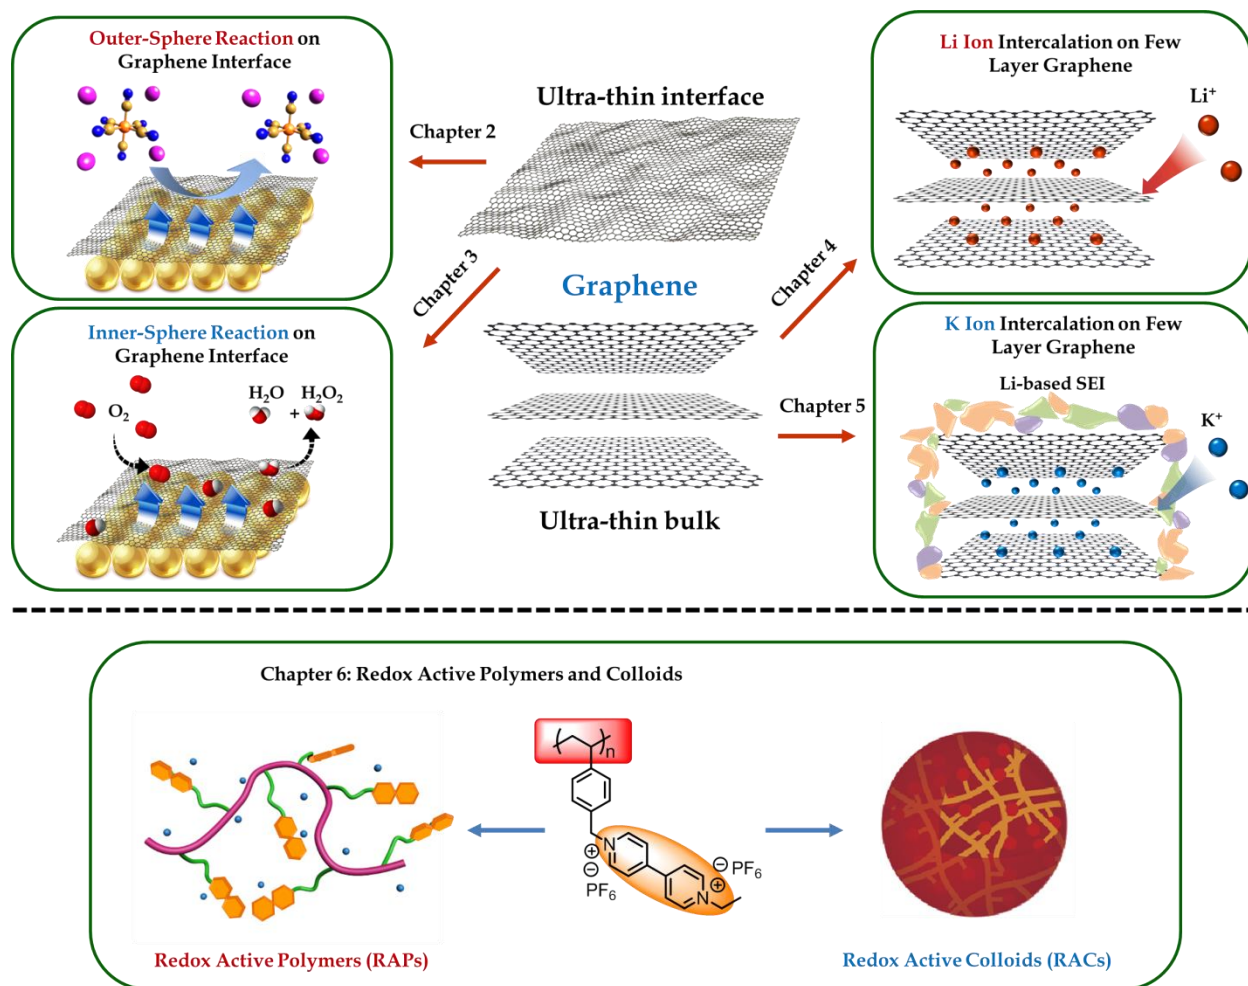 Outer-Sphere Reaction on
Graphene Interface
Ultra-thin interface
Chapter 2
Chapter 3
Graphene
Chapter 4
Chapter 5
Ultra-thin bulk
Li Ion Intercalation on Few
Layer Graphene
Li⁺
Inner-Sphere Reaction on
Graphene Interface
O₂
H₂O + H₂O₂
K Ion Intercalation on Few
Layer Graphene
Li-based SEI
K⁺
Chapter 6: Redox Active Polymers and Colloids
n
N
⊕
⊖
PF₆
⊖
PF₆
⊕
N
Redox Active Polymers (RAPs)
Redox Active Colloids (RACs)